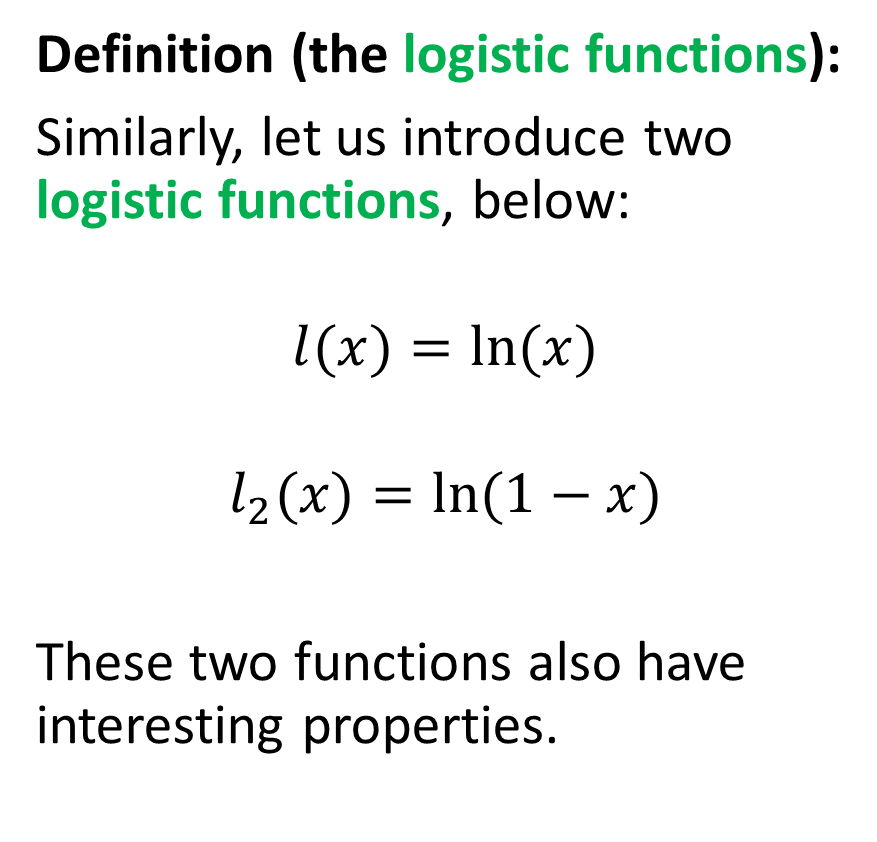 Definition (the logistic functions):
Similarly, let us introduce two
logistic functions, below:
l(x) = ln(x)
l₂(x) = ln(1 − x)
These two functions also have
interesting properties.